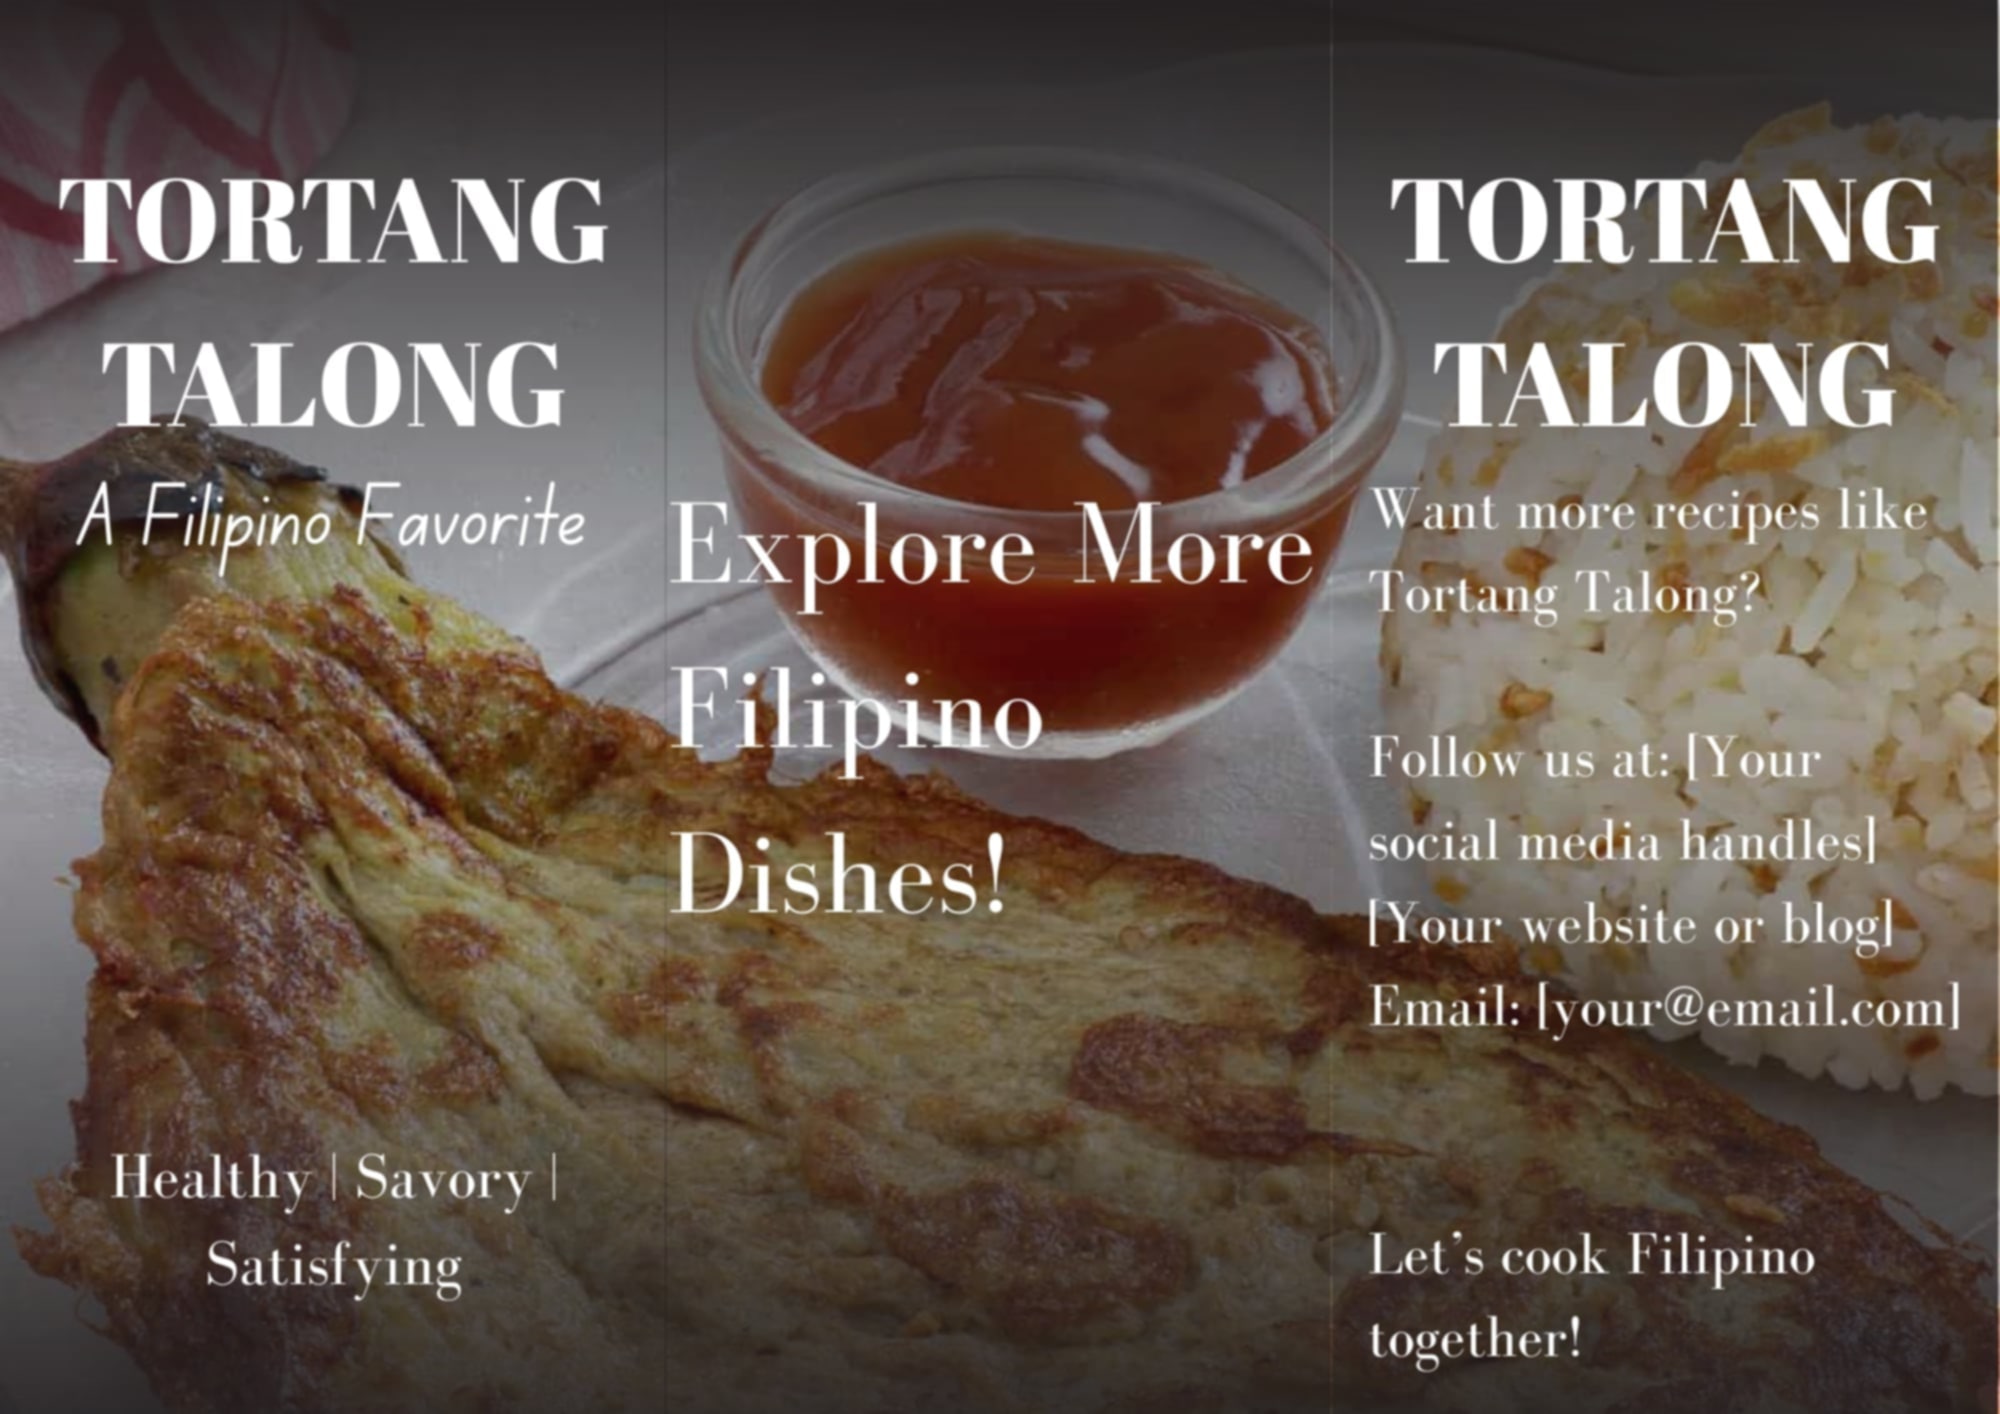 TORTANG
TALONG
A Filipino Favorite
Healthy | Savory |
Satisfying
Explore More
Filipino
Dishes!
TORTANG
TALONG
Want more recipes like
Tortang Talong?
Follow us at: [Your
social media handles]
[Your website or blog]
Email: [your@email.com]
Let's cook Filipino
together!